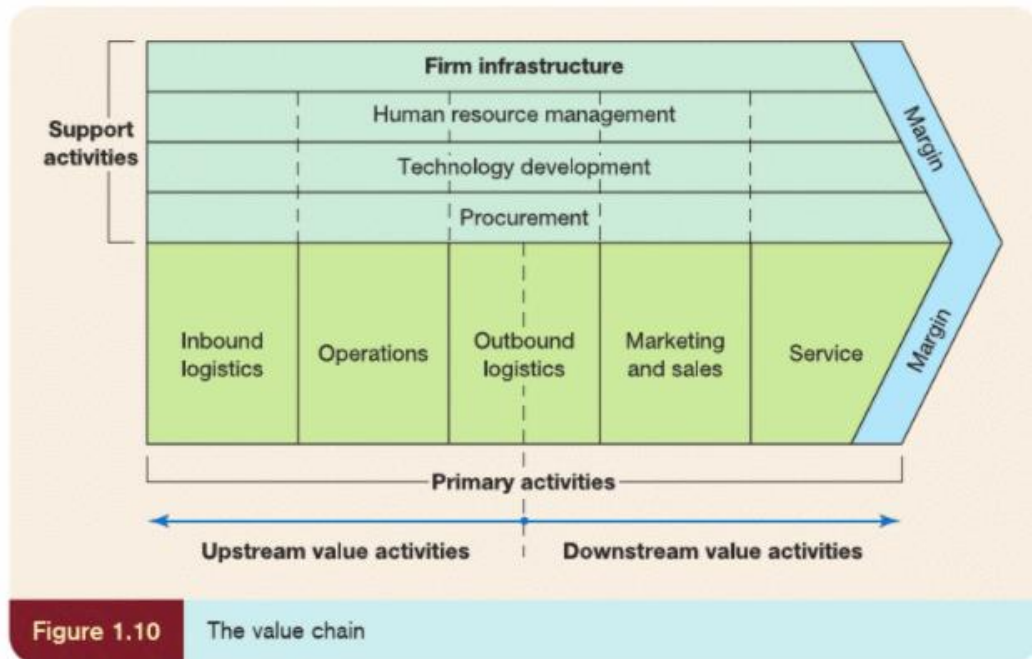 Firm infrastructure
Human resource management
Support
activities
Technology development
Procurement
Margin
Inbound
logistics
Operations
Outbound
logistics
Marketing
and sales
Service
Margin
Primary activities
Upstream value activities
Downstream value activities
Figure 1.10
The value chain